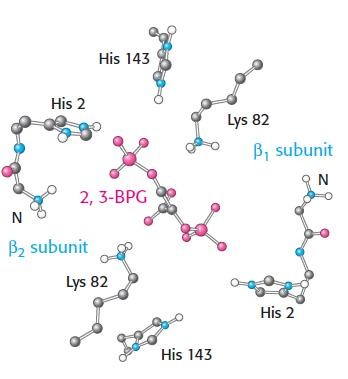 His 143
His 2
Lys 82
β₁ subunit
2, 3-BPG
N
N
β₂ subunit
Lys 82
His 2
His 143